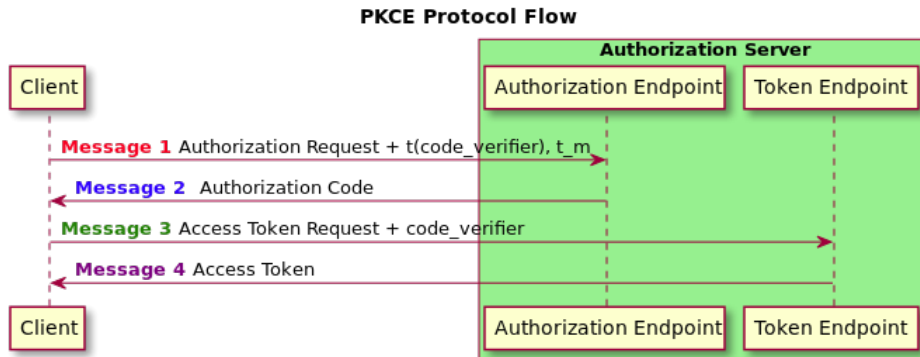 PKCE Protocol Flow
Authorization Server
Client
Authorization Endpoint
Token Endpoint
Message 1 Authorization Request + t(code_verifier), t_m
Message 2 Authorization Code
Message 3 Access Token Request + code_verifier
Message 4 Access Token
Client
Authorization Endpoint
Token Endpoint